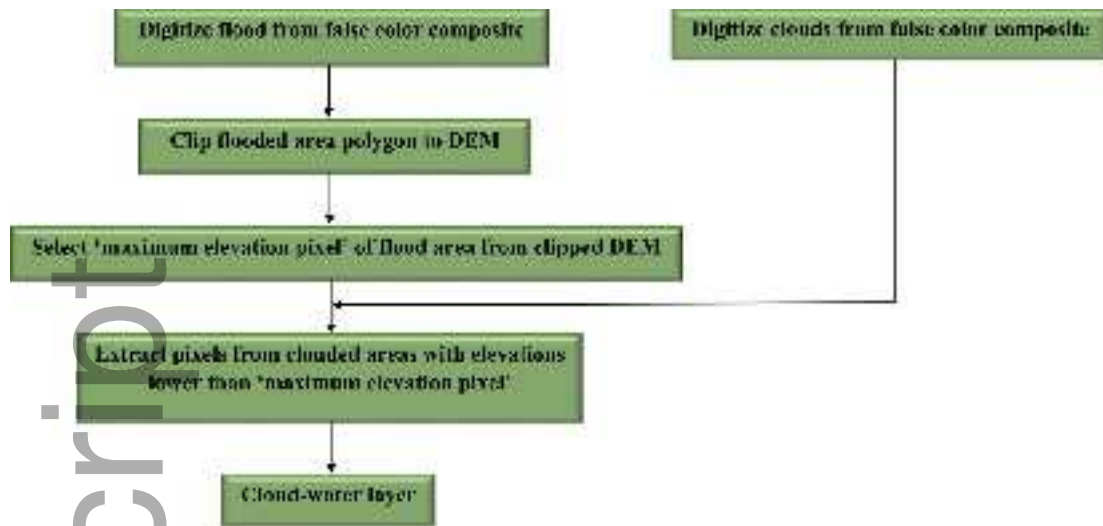 Digitize flood from false color composite
Digitize clouds from false color composite
Clip flooded area polygon to DEM
Select 'maximum elevation pixel' of flood area from clipped DEM
Extract pixels from clouded areas with elevations
lower than 'maximum elevation pixel'
Cloud-water layer
cript